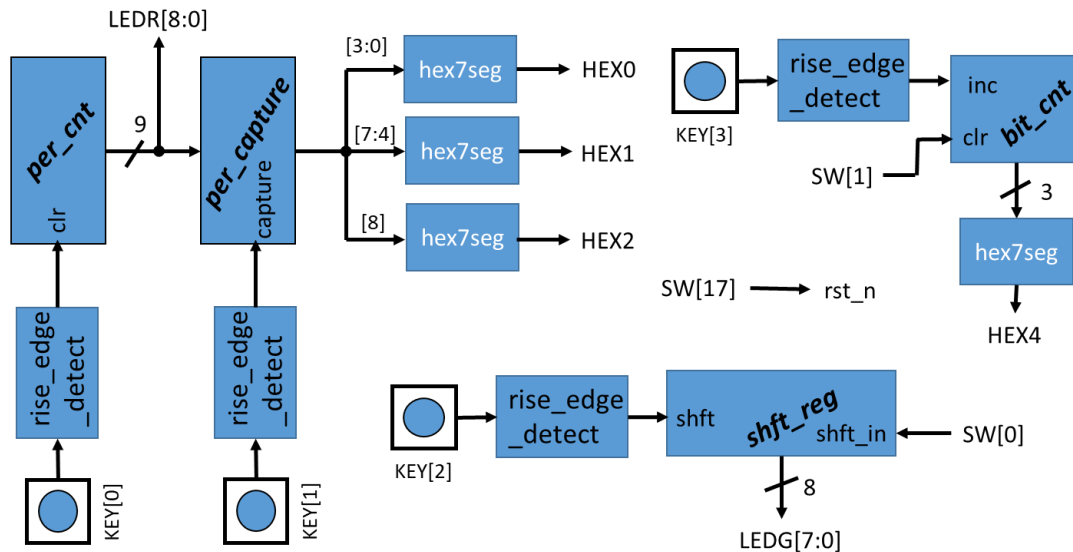 LEDR[8:0]
per_cnt
clr
9
per_capture
capture
[3:0]
hex7seg
HEX0
[7:4]
hex7seg
HEX1
[8]
hex7seg
HEX2
rise_edge
_detect
KEY[0]
rise_edge
_detect
KEY[1]
KEY[3]
rise_edge
_detect
inc
clr
bit_cnt
SW[1]
3
hex7seg
HEX4
SW[17]
rst_n
KEY[2]
rise_edge
_detect
shft
shft_reg
shft_in
SW[0]
8
LEDG[7:0]